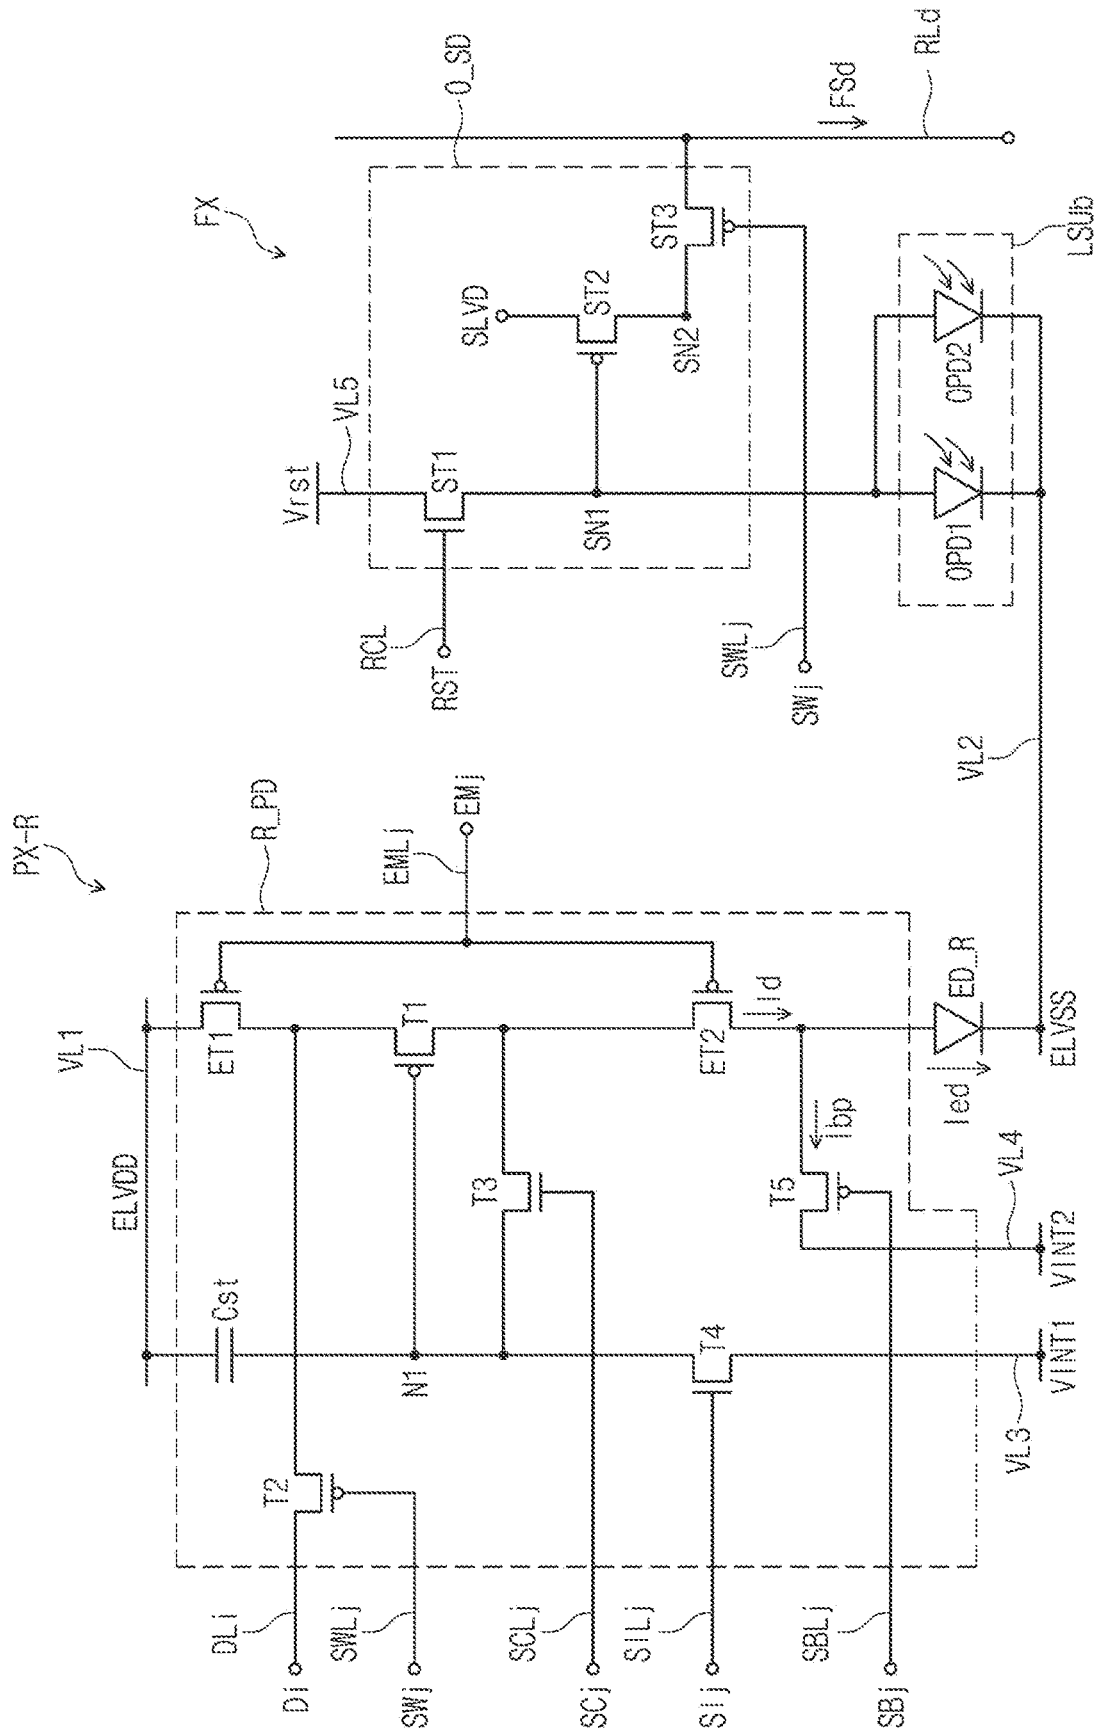 PX-R
FX
VL1
ELVDD
R_PD
ET1
Cst
T2
T1
N1
EMLj
EMj
T3
T4
ET2
Id
T5
Ibp
Ied
ED_R
ELVSS
VL4
VINT2
VINT1
VL3
DLi
Di
SWLj
SWj
SCLj
SCj
SILj
SIj
SBLj
SBj
VL2
Vrst
VL5
O_SD
RCL
RST
ST1
SLVD
ST2
SN1
SN2
ST3
SWLj
SWj
FSd
RLd
OPD1
OPD2
LSUb